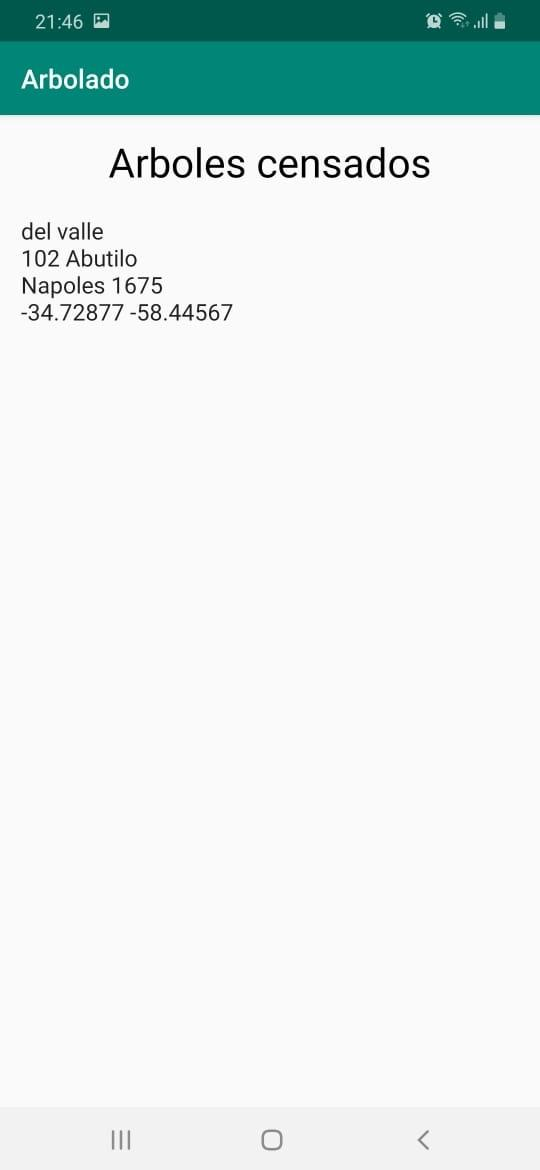 21:46
Arbolado
Arboles censados
del valle
102 Abutilo
Napoles 1675
-34.72877 -58.44567